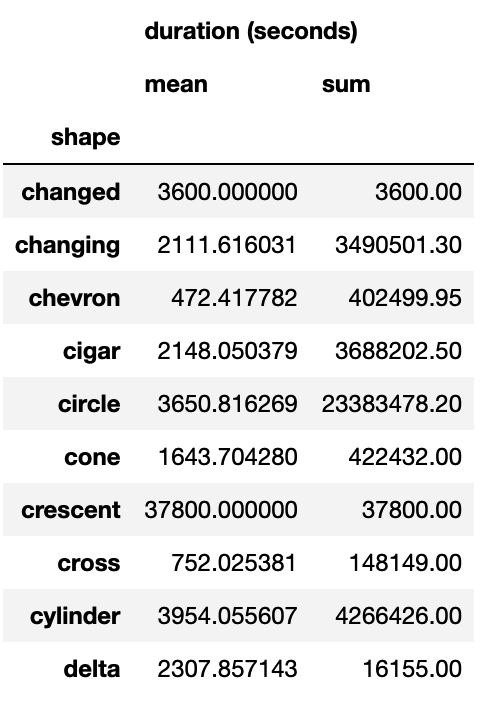 duration (seconds)
mean sum
shape
changed 3600.000000 3600.00
changing 2111.616031 3490501.30
chevron 472.417782 402499.95
cigar 2148.050379 3688202.50
circle 3650.816269 23383478.20
cone 1643.704280 422432.00
crescent 37800.000000 37800.00
cross 752.025381 148149.00
cylinder 3954.055607 4266426.00
delta 2307.857143 16155.00